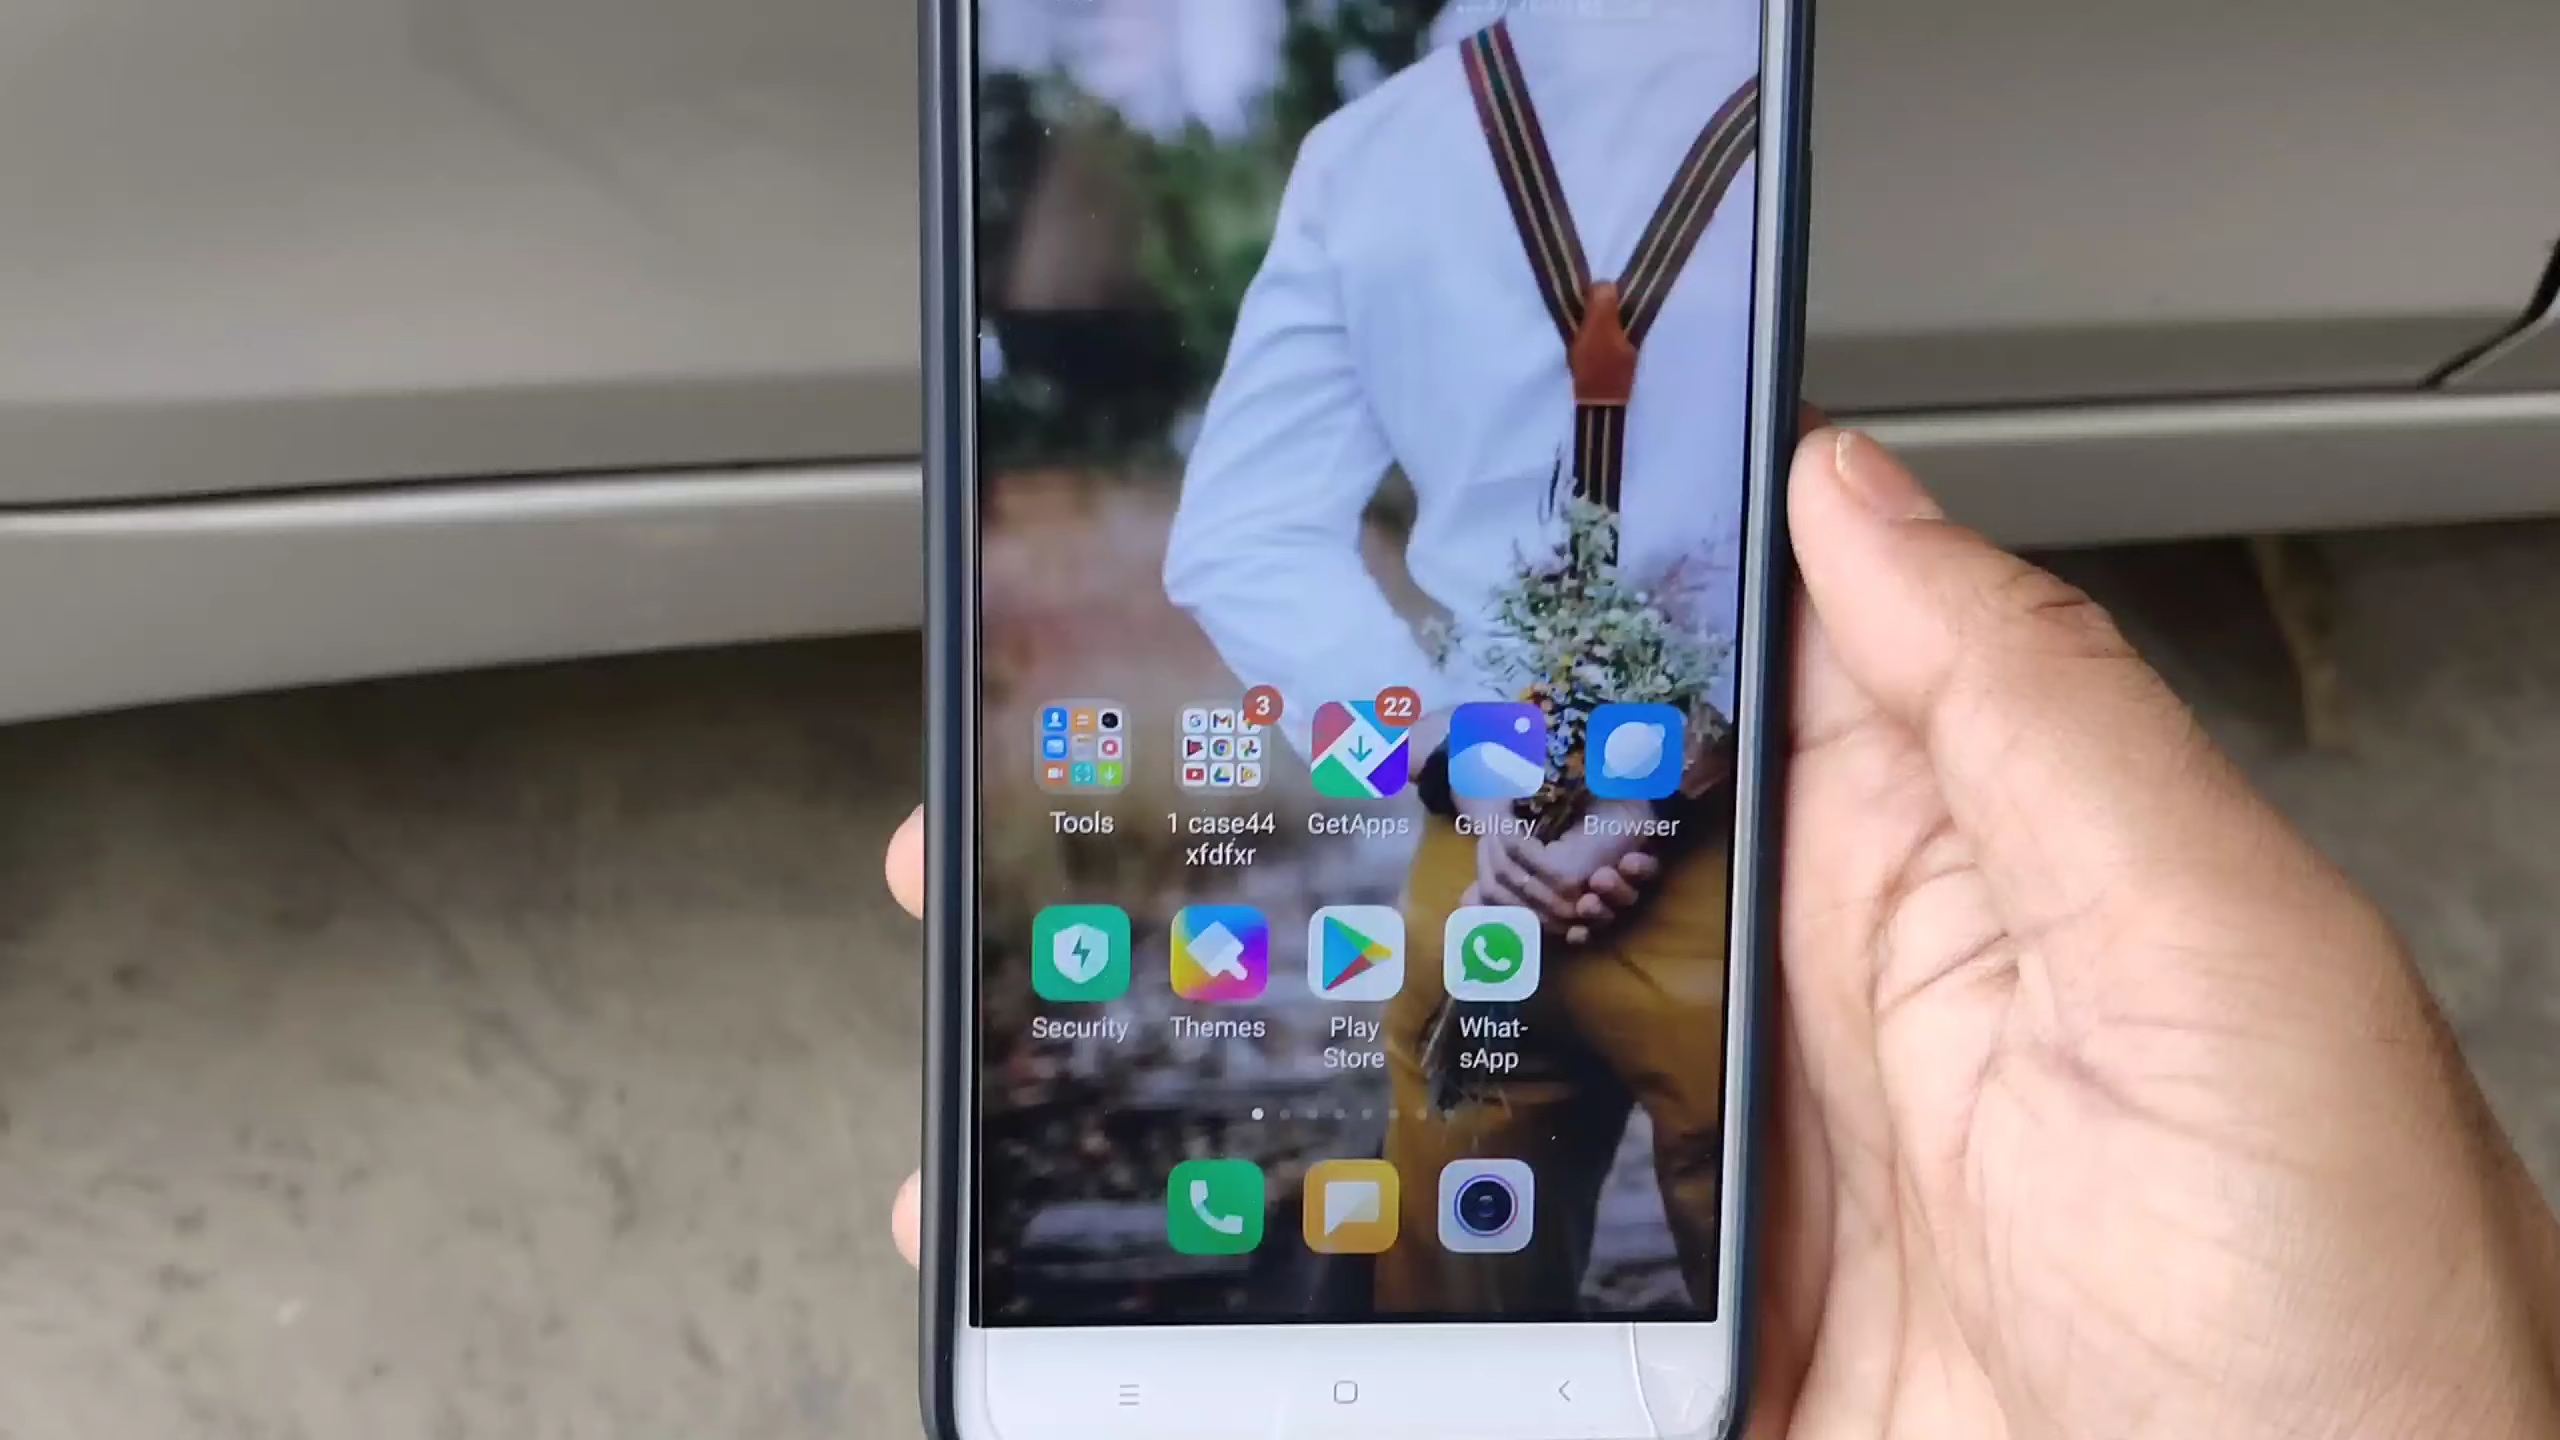 3
22
Tools
1 case44
xfdfxr
GetApps
Gallery
Browser
Security
Themes
Play
Store
What-
sApp